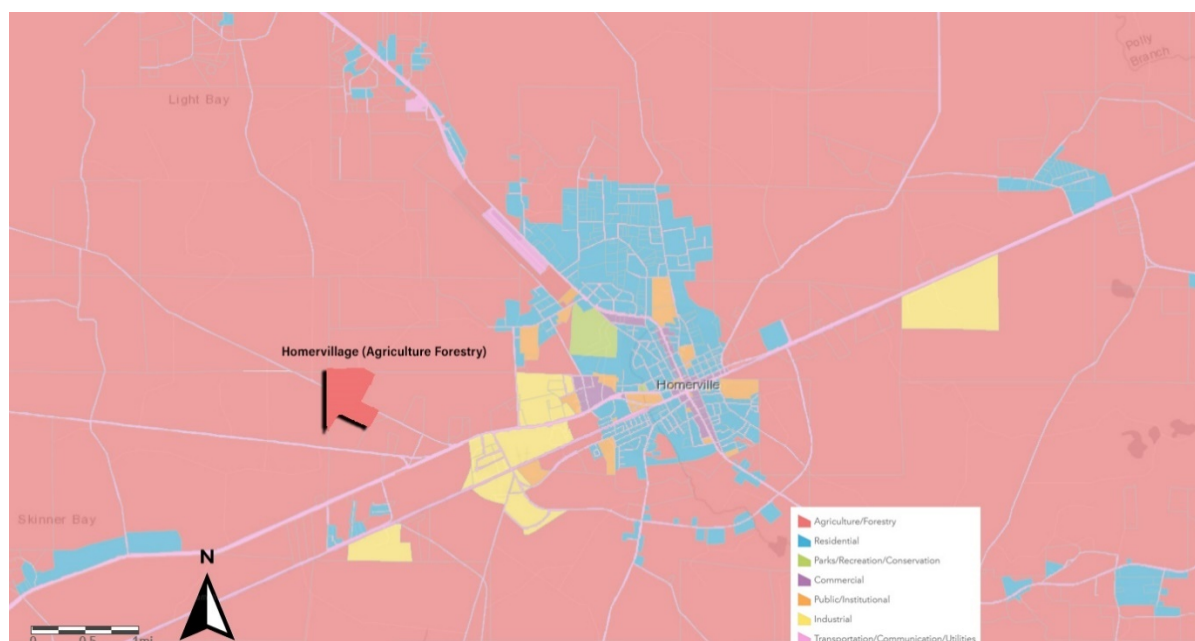 Polly
Branch
Light Bay
Homervillage (Agriculture Forestry)
Homerville
Skinner Bay
N
0 0.5 1mi
Agriculture/Forestry
Residential
Parks/Recreation/Conservation
Commercial
Public/Institutional
Industrial
Transportation/Communication/Utilities